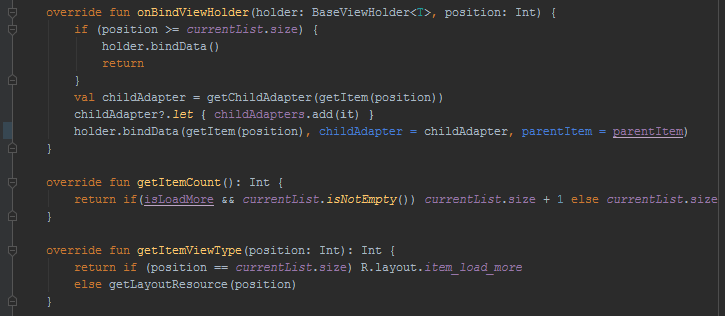 override fun onBindViewHolder(holder: BaseViewHolder<T>, position: Int) {
if (position >= currentList.size) {
holder.bindData()
return
}
val childAdapter = getChildAdapter(getItem(position))
childAdapter?.let { childAdapters.add(it) }
holder.bindData(getItem(position), childAdapter = childAdapter, parentItem = parentItem)
}
override fun getItemCount(): Int {
return if(isLoadMore && currentList.isNotEmpty()) currentList.size + 1 else currentList.size
}
override fun getItemViewType(position: Int): Int {
return if (position == currentList.size) R.layout.item_load_more
else getLayoutResource(position)
}